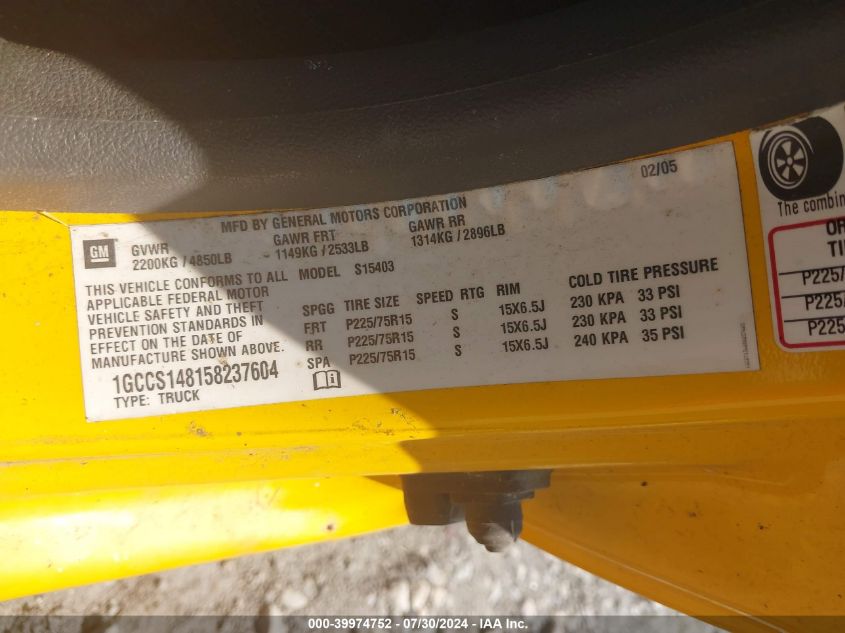 02/05
MFD BY GENERAL MOTORS CORPORATION
GM GVWR GAWR FRT GAWR RR
2200KG / 4850LB 1149KG / 2533LB 1314KG / 2896LB
THIS VEHICLE CONFORMS TO ALL
APPLICABLE FEDERAL MOTOR
VEHICLE SAFETY AND THEFT
PREVENTION STANDARDS IN
EFFECT ON THE DATE OF
MANUFACTURE SHOWN ABOVE.
1GCCS148158237604
TYPE: TRUCK
MODEL S15403
SPGG TIRE SIZE SPEED RTG RIM COLD TIRE PRESSURE
FRT P225/75R15 S 15X6.5J 230 KPA 33 PSI
RR P225/75R15 S 15X6.5J 230 KPA 33 PSI
SPA P225/75R15 S 15X6.5J 240 KPA 35 PSI
The combin
OR
TI
P225/
P225/
P225
000-39974752 - 07/30/2024 - IAA Inc.